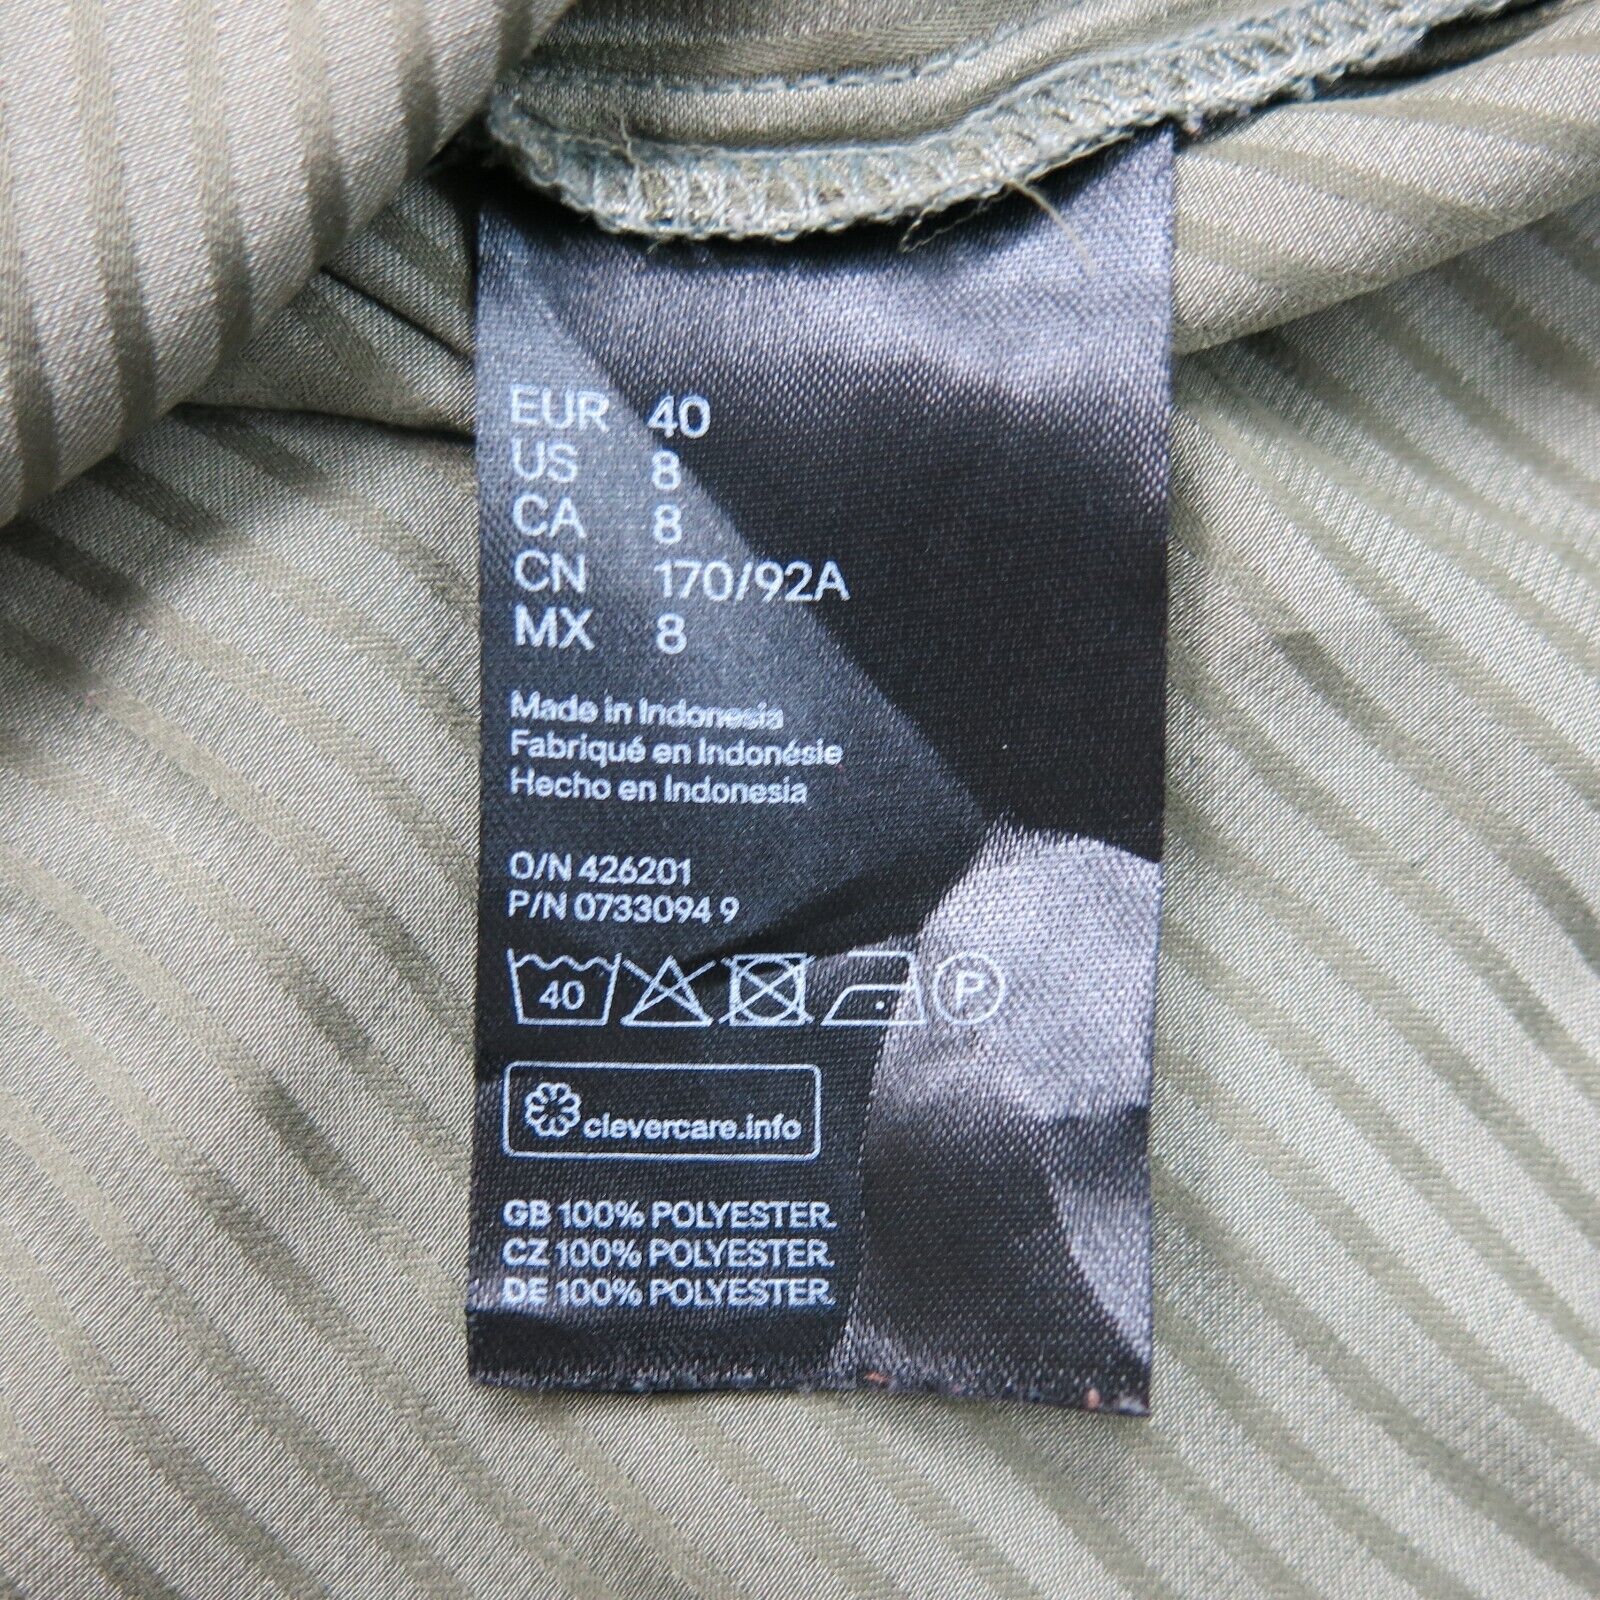 EUR 40
US 8
CA 8
CN 170/92A
MX 8
Made in Indonesia
Fabriqué en Indonésie
Hecho en Indonesia
O/N 426201
P/N 0733094 9
40 P
clevercare.info
GB 100% POLYESTER.
CZ 100% POLYESTER.
DE 100% POLYESTER.